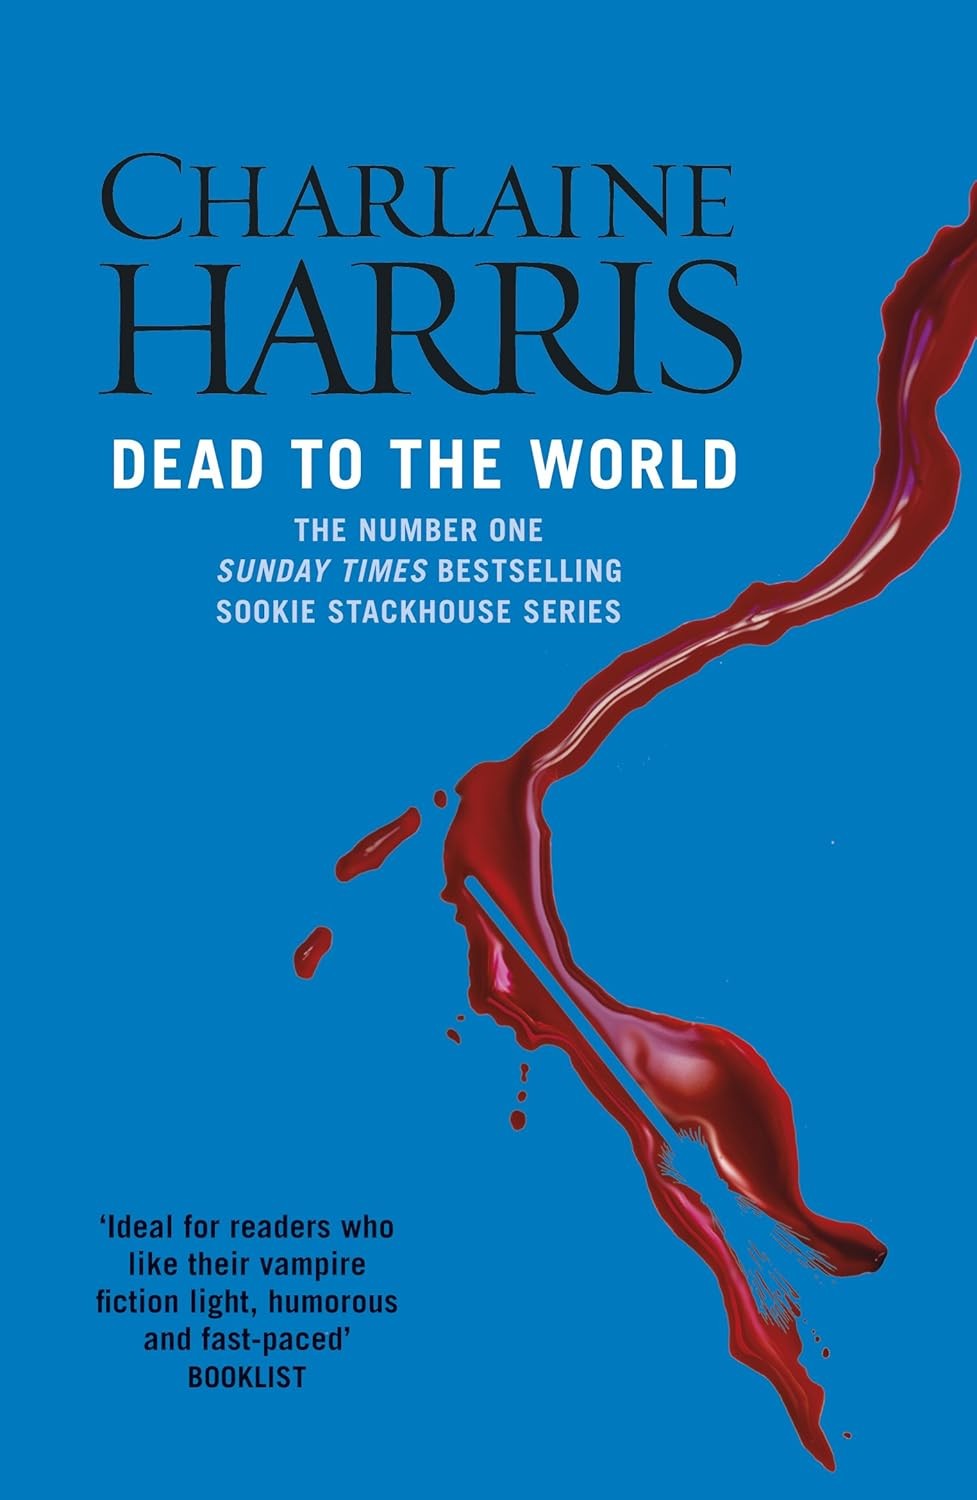 CHARLAINE
HARRIS
DEAD TO THE WORLD
THE NUMBER ONE
SUNDAY TIMES BESTSELLING
SOOKIE STACKHOUSE SERIES
‘Ideal for readers who
like their vampire
fiction light, humorous
and fast-paced’
BOOKLIST